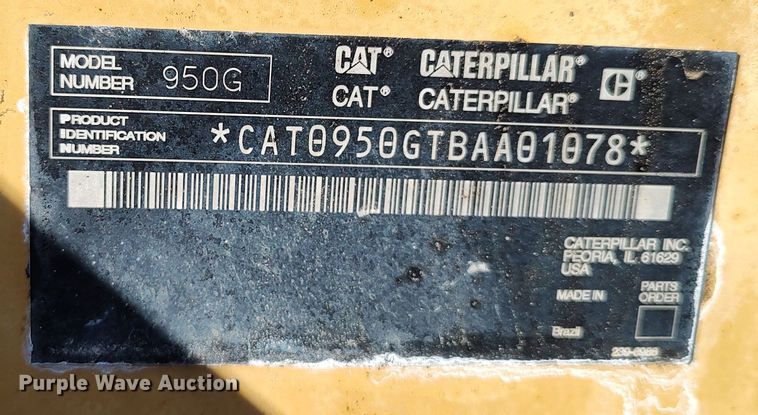 MODEL NUMBER 950G
CAT® CATERPILLAR®
CAT® CATERPILLAR®
PRODUCT IDENTIFICATION NUMBER *CAT0950GTBAA01078*
CATERPILLAR INC.
PEORIA, IL 61629
USA
MADE IN
PARTS ORDER
Brazil
Purple Wave Auction